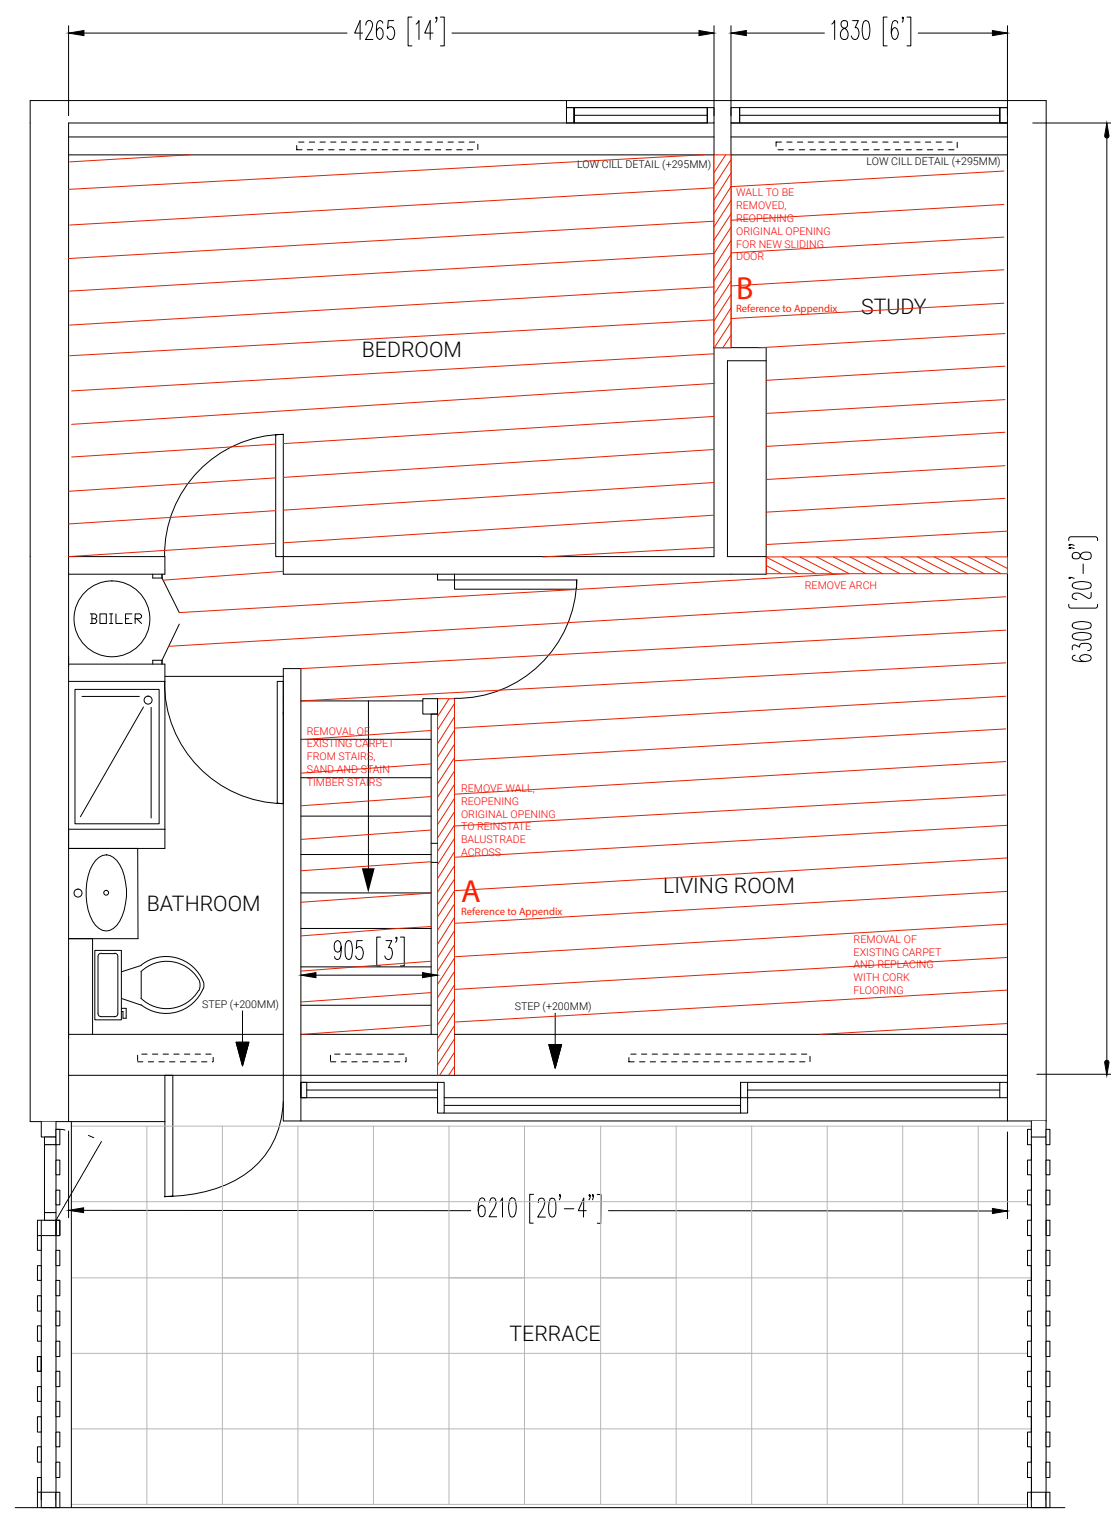 4265 [14']
1830 [6']
LOW CILL DETAIL (+295MM)
LOW CILL DETAIL (+295MM)
WALL TO BE
REMOVED,
REOPENING
ORIGINAL OPENING
FOR NEW SLIDING
DOOR
B
Reference to Appendix
STUDY
BEDROOM
6300 [20'-8"]
REMOVE ARCH
BOILER
REMOVAL OF
EXISTING CARPET
FROM STAIRS,
SAND AND STAIN
TIMBER STAIRS
REMOVE WALL,
REOPENING
ORIGINAL OPENING
TO REINSTATE
BALUSTRADE
ACROSS
A
Reference to Appendix
LIVING ROOM
BATHROOM
905 [3']
REMOVAL OF
EXISTING CARPET
AND REPLACING
WITH CORK
FLOORING
STEP (+200MM)
STEP (+200MM)
6210 [20'-4"]
TERRACE